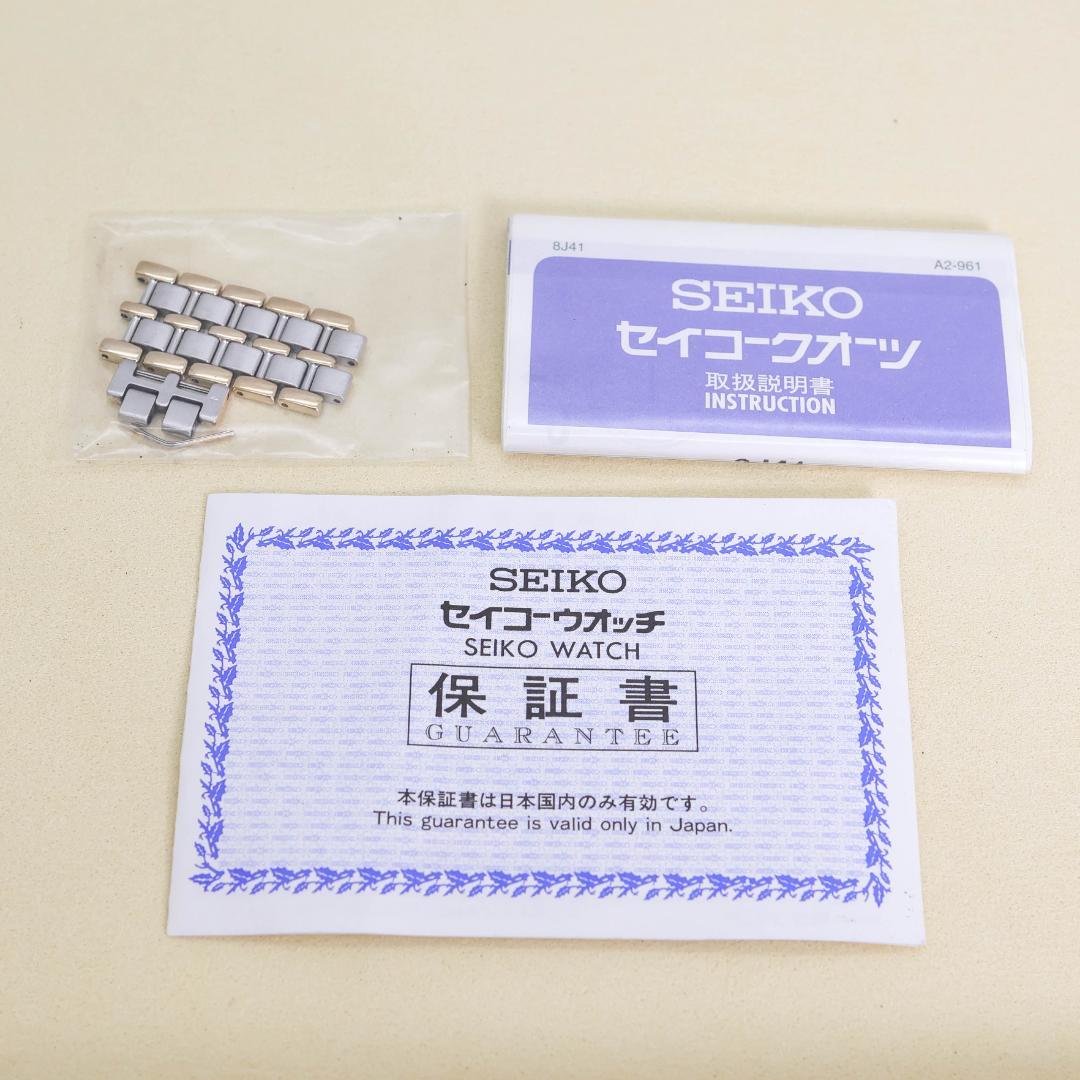 8J41
A2-961
SEIKO
セイコークオーツ
取扱説明書
INSTRUCTION
SEIKO
セイコーウオッチ
SEIKO WATCH
保証書
GUARANTEE
本保証書は日本国内のみ有効です。
This guarantee is valid only in Japan.